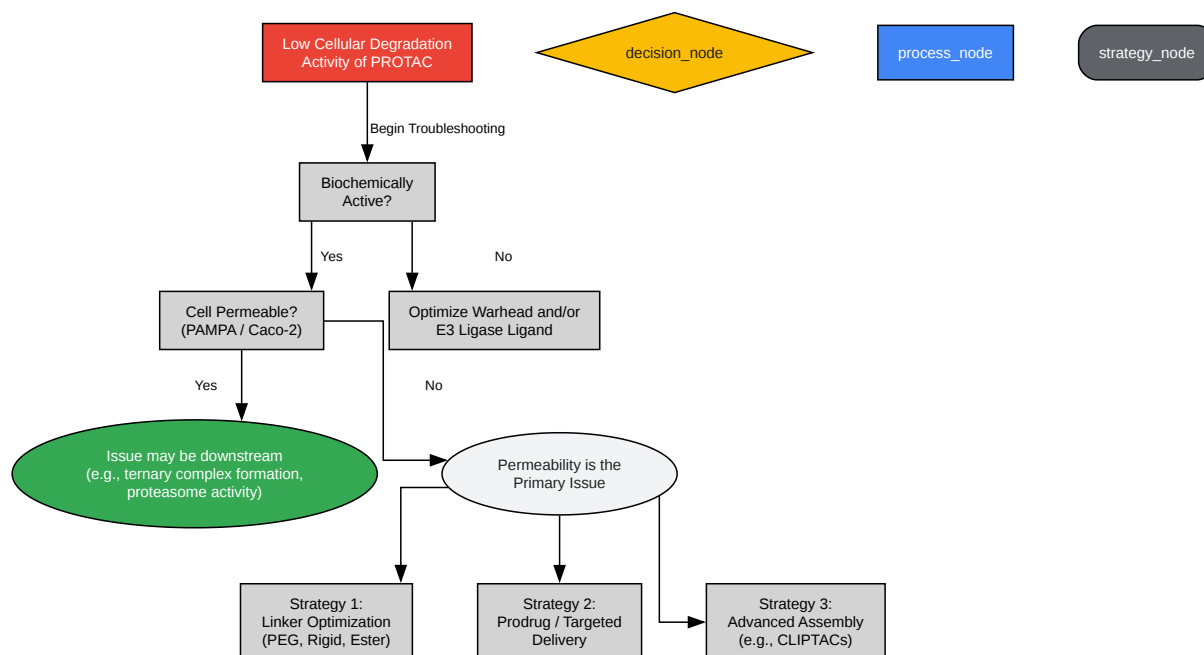 Low Cellular Degradation
Activity of PROTAC
decision_node
process_node
strategy_node
Begin Troubleshooting
Biochemically
Active?
Yes
No
Cell Permeable?
(PAMPA / Caco-2)
Optimize Warhead and/or
E3 Ligase Ligand
Yes
No
Issue may be downstream
(e.g., ternary complex formation,
proteasome activity)
Permeability is the
Primary Issue
Strategy 1:
Linker Optimization
(PEG, Rigid, Ester)
Strategy 2:
Prodrug / Targeted
Delivery
Strategy 3:
Advanced Assembly
(e.g., CLIPTACs)